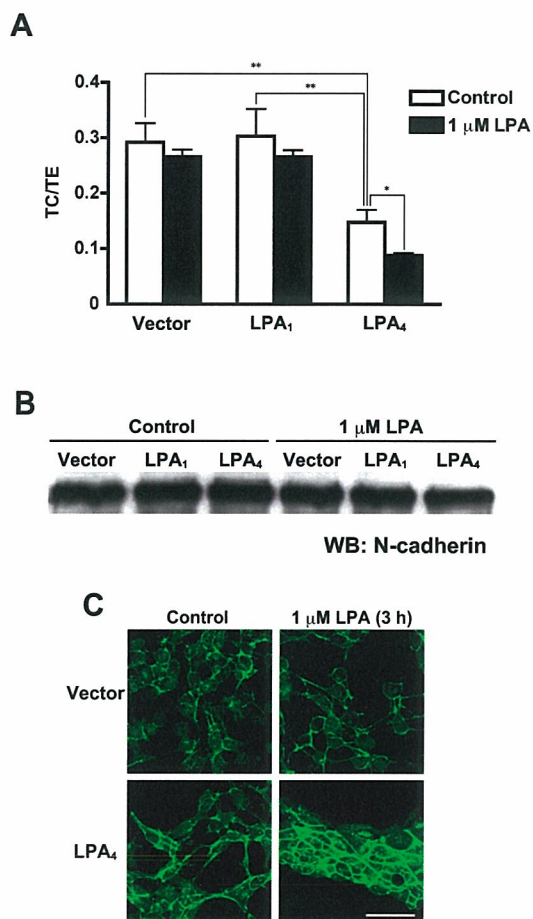 A
**
**
*
0.4
0.3
0.2
0.1
0
TC/TE
Control
1 μM LPA
Vector LPA₁ LPA₄
B
Control 1 μM LPA
Vector LPA₁ LPA₄ Vector LPA₁ LPA₄
WB: N-cadherin
C
Control 1 μM LPA (3 h)
Vector
LPA₄